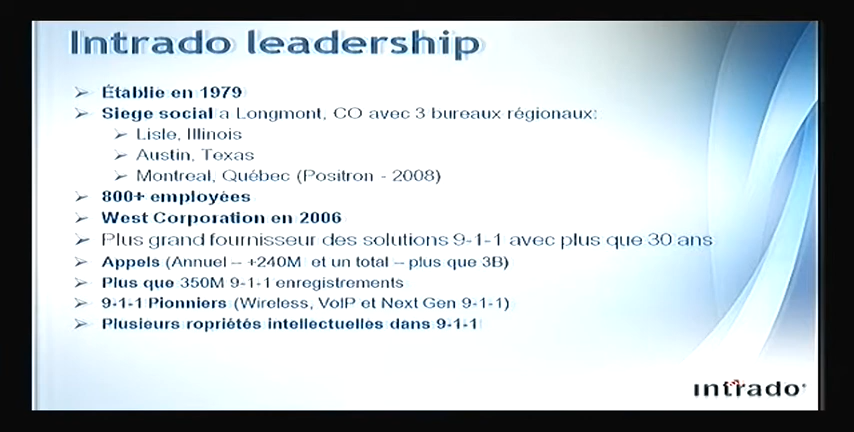 Intrado leadership
Établie en 1979
Siege social a Longmont, CO avec 3 bureaux régionaux:
Lisle, Illinois
Austin, Texas
Montreal, Québec (Positron - 2008)
800+ employées
West Corporation en 2006
Plus grand fournisseur des solutions 9-1-1 avec plus que 30 ans
Appels (Annuel – +240M et un total – plus que 3B)
Plus que 350M 9-1-1 enregistrements
9-1-1 Pionniers (Wireless, VoIP et Next Gen 9-1-1)
Plusieurs ropriétés intellectuelles dans 9-1-1
intrado